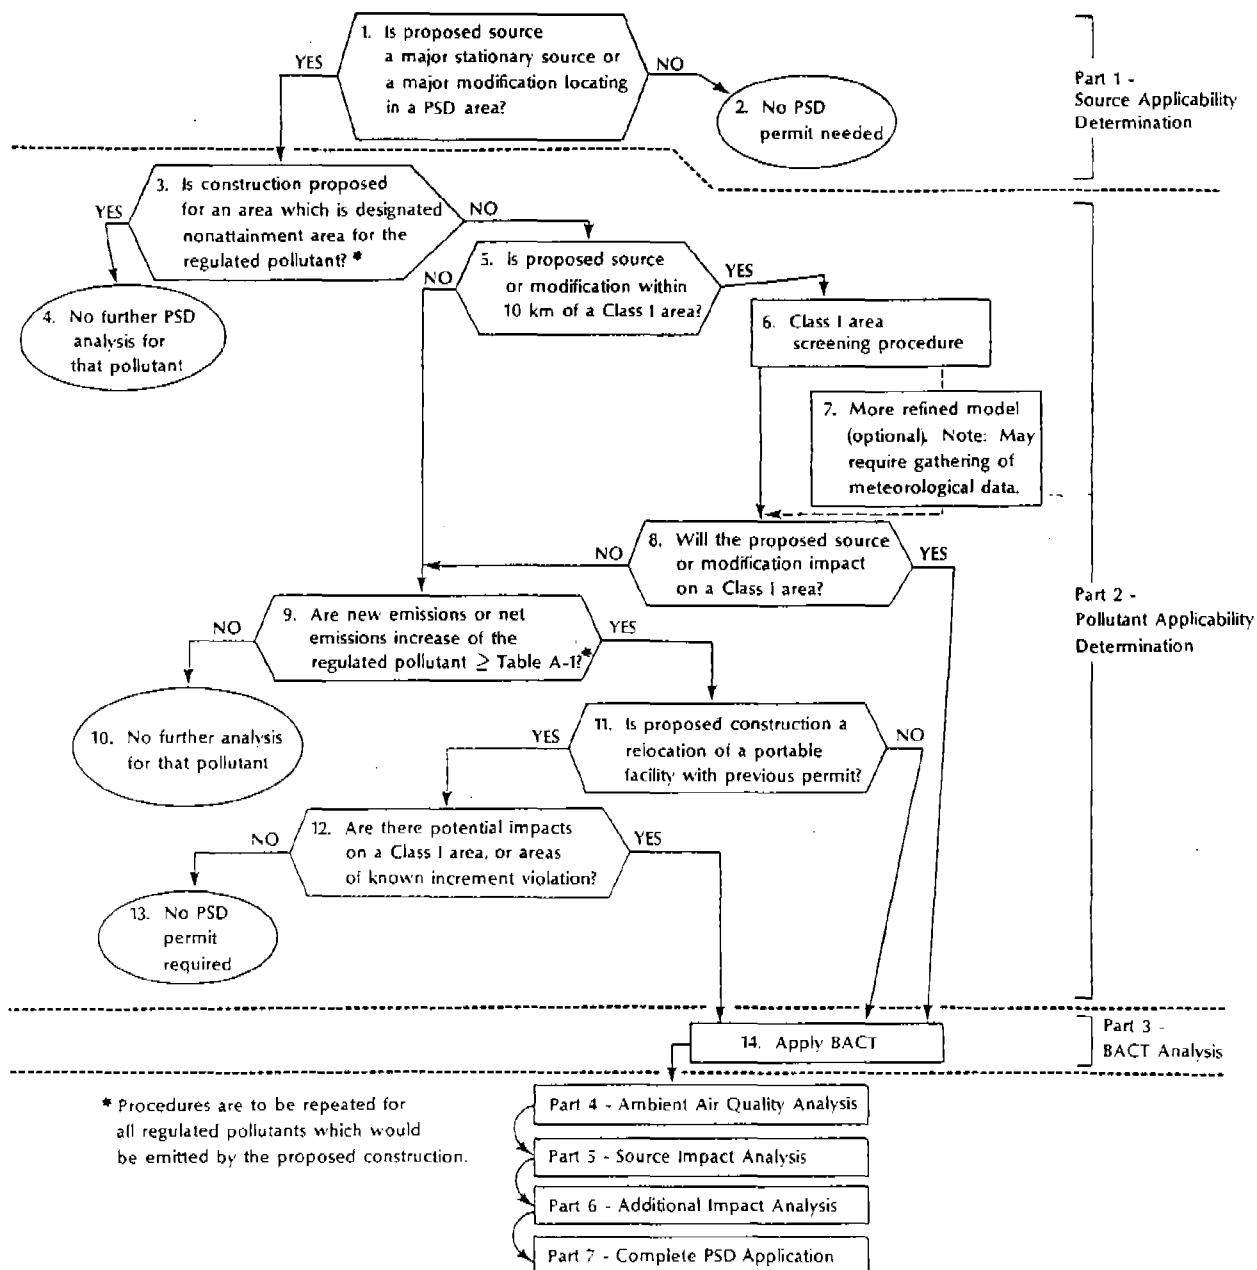 1. Is proposed source
a major stationary source or
a major modification locating
in a PSD area?
YES
NO
2. No PSD
permit needed
Part 1 -
Source Applicability
Determination
3. Is construction proposed
for an area which is designated
nonattainment area for the
regulated pollutant?*
YES
NO
4. No further PSD
analysis for
that pollutant
5. Is proposed source
or modification within
10 km of a Class I area?
NO
YES
6. Class I area
screening procedure
7. More refined model
(optional). Note: May
require gathering of
meteorological data.
8. Will the proposed source
or modification impact
on a Class I area?
NO
YES
9. Are new emissions or net
emissions increase of the
regulated pollutant ≥ Table A-1?*
NO
YES
Part 2 -
Pollutant Applicability
Determination
10. No further analysis
for that pollutant
11. Is proposed construction a
relocation of a portable
facility with previous permit?
YES
NO
12. Are there potential impacts
on a Class I area, or areas
of known increment violation?
NO
YES
13. No PSD
permit
required
14. Apply BACT
Part 3 -
BACT Analysis
* Procedures are to be repeated for
all regulated pollutants which would
be emitted by the proposed construction.
Part 4 - Ambient Air Quality Analysis
Part 5 - Source Impact Analysis
Part 6 - Additional Impact Analysis
Part 7 - Complete PSD Application